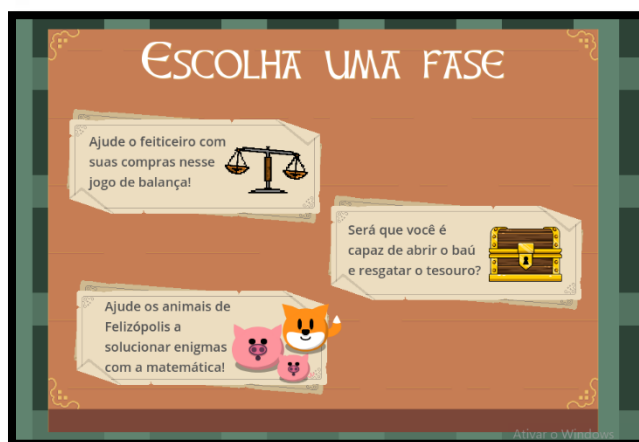 ESCOLHA UMA FASE
Ajude o feiticeiro com
suas compras nesse
jogo de balança!
Será que você é
capaz de abrir o baú
e resgatar o tesouro?
Ajude os animais de
Felizópolis a
solucionar enigmas
com a matemática!
Ativar o Windows